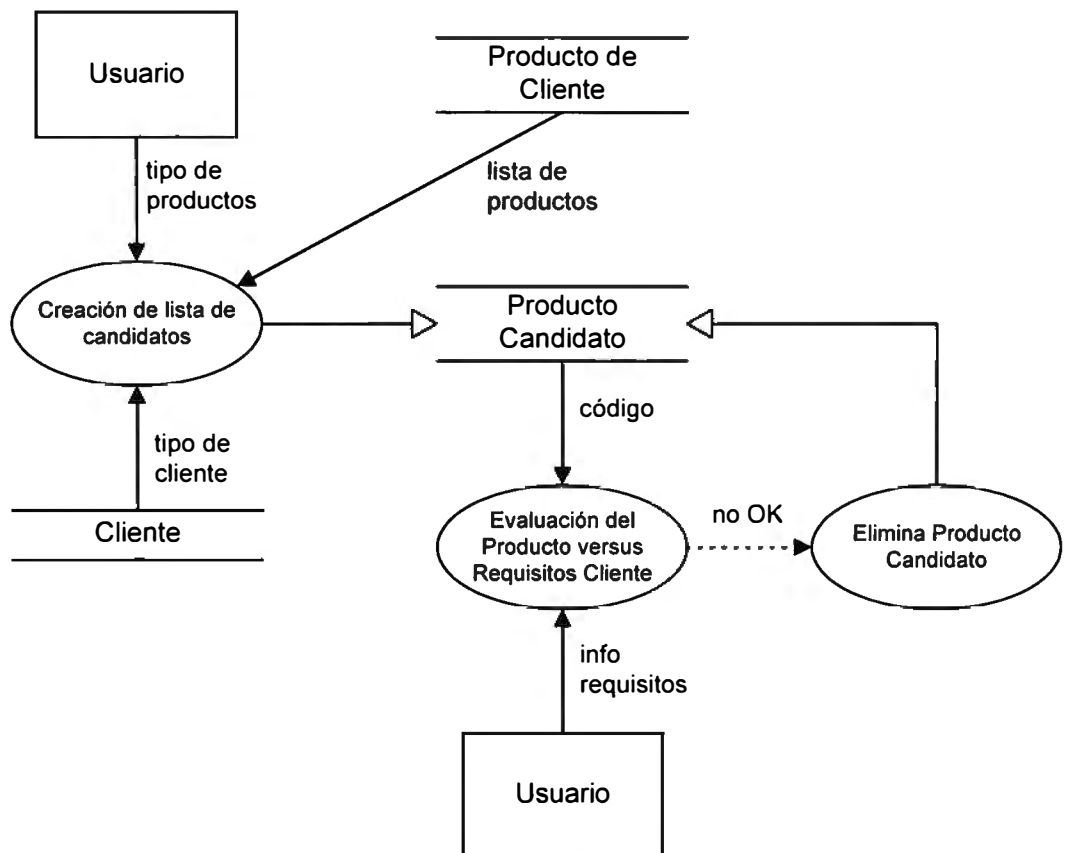 Usuario
Producto de
Cliente
tipo de
productos
lista de
productos
Creación de lista de
candidatos
Producto
Candidato
tipo de
cliente
código
Cliente
Evaluación del
Producto versus
Requisitos Cliente
no OK
Elimina Producto
Candidato
info
requisitos
Usuario